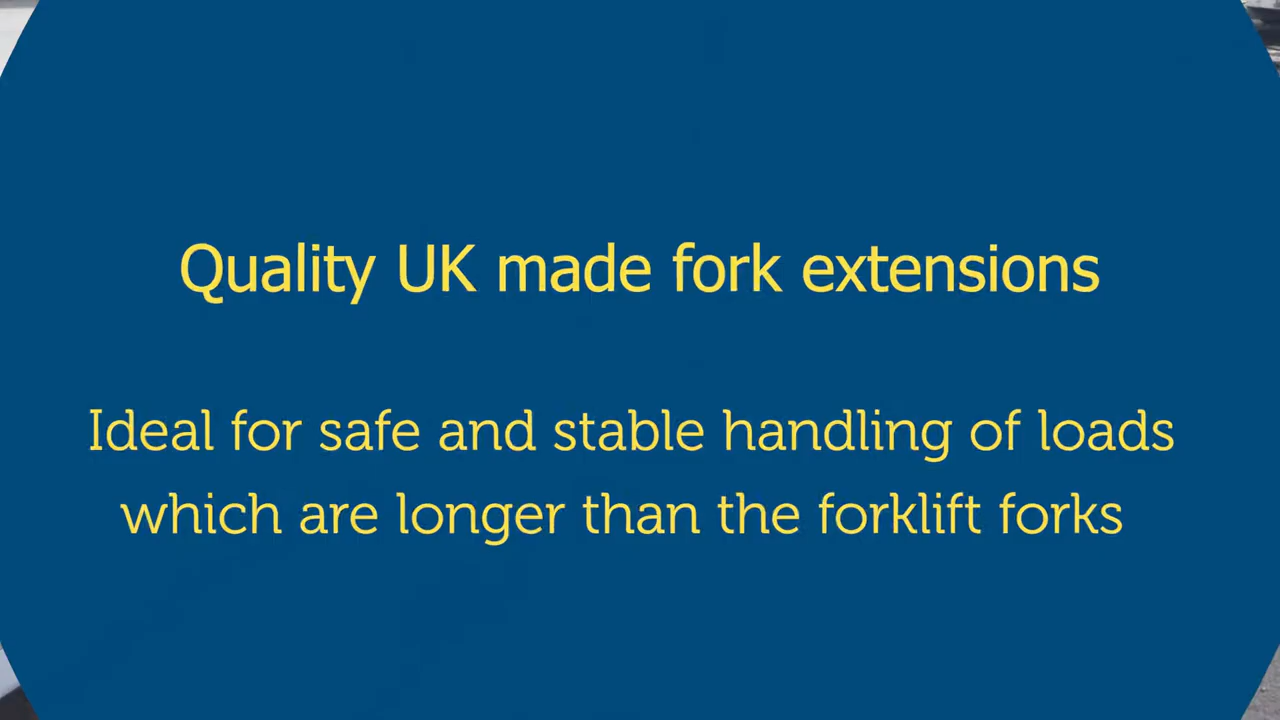 Quality UK made fork extensions
Ideal for safe and stable handling of loads
which are longer than the forklift forks